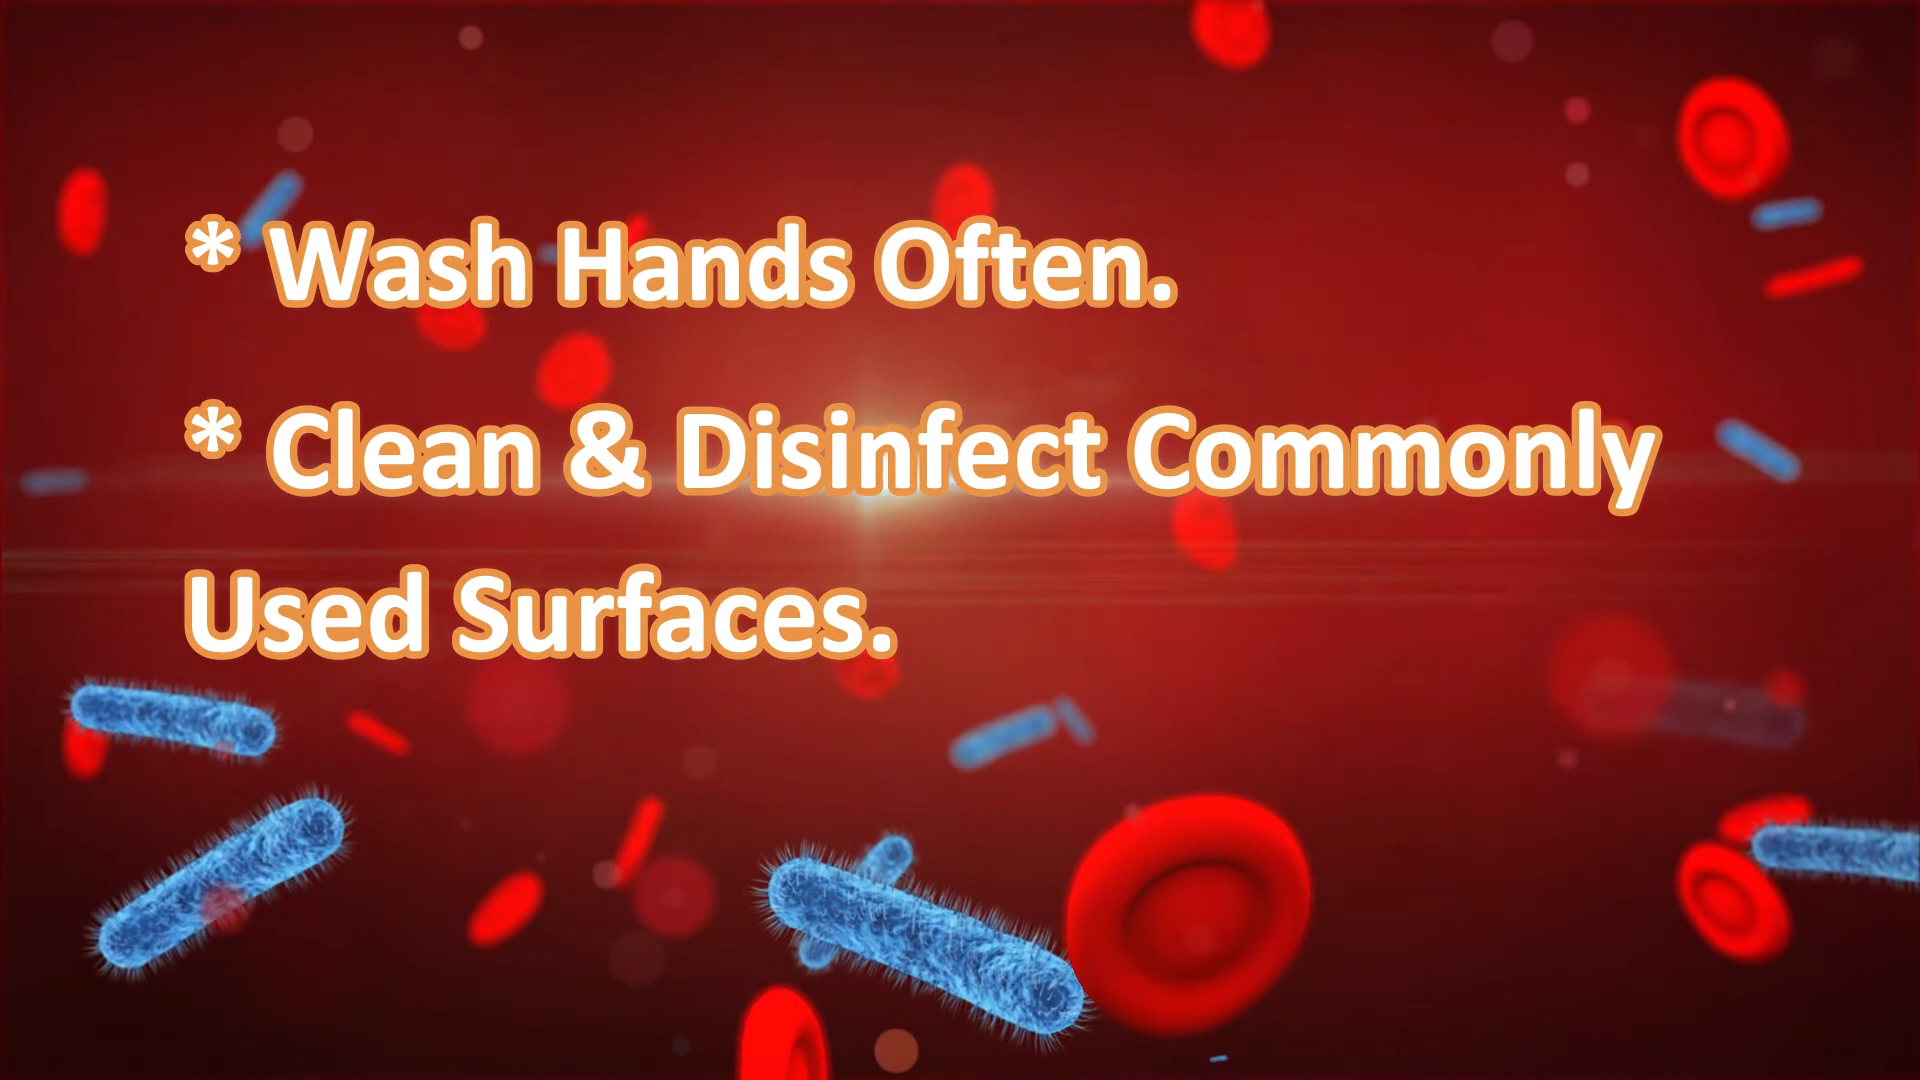 * Wash Hands Often.
* Clean & Disinfect Commonly
Used Surfaces.